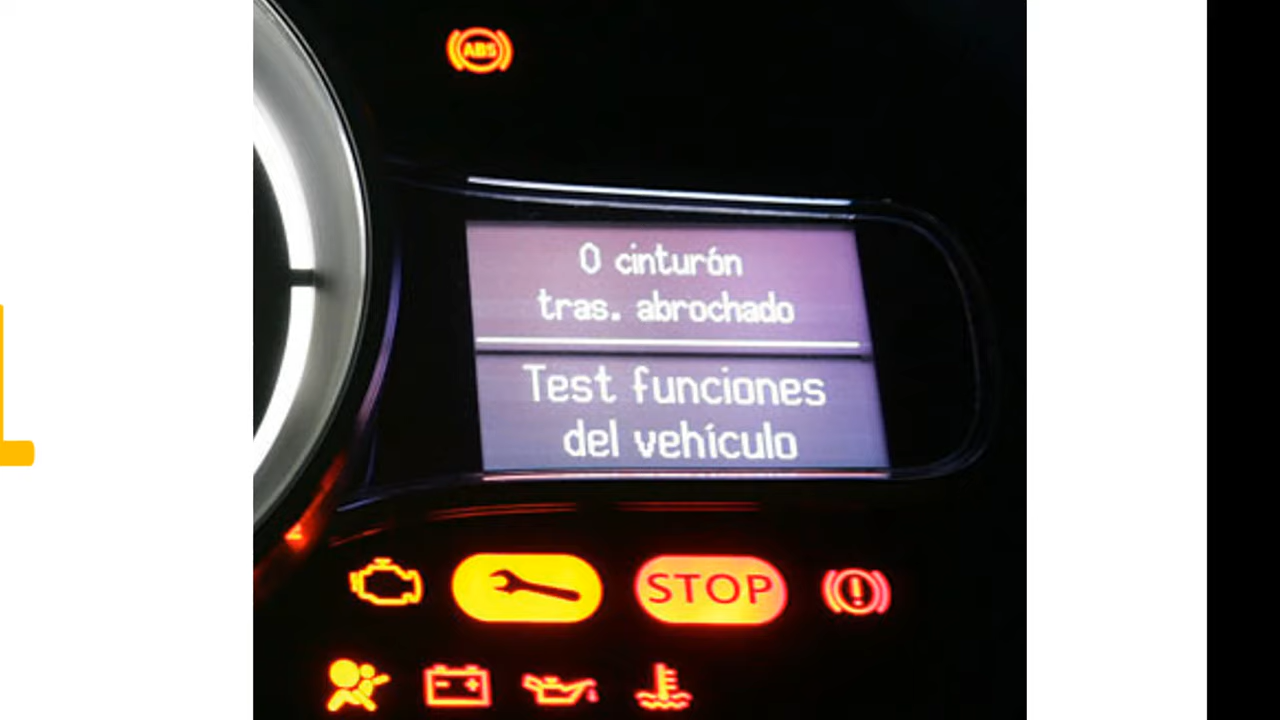 ABS
0 cinturón
tras. abrochado
Test funciones
del vehículo
STOP